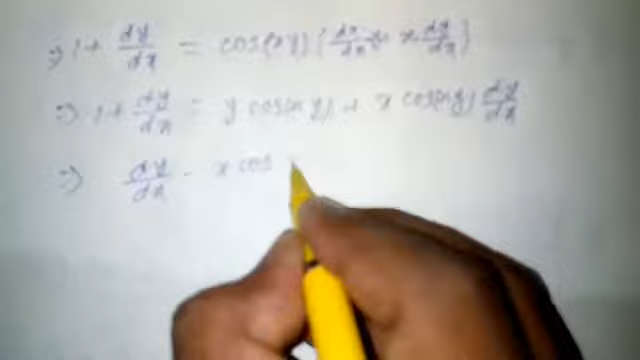 ⇒ 1 + dy/dx = cos(xy) { dx/dx y + x dy/dx }
⇒ 1 + dy/dx = y cos(xy) + x cos(xy) dy/dx
⇒ dy/dx - x cos